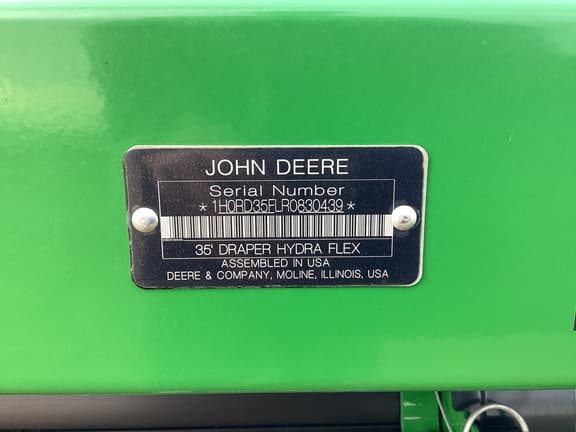 JOHN DEERE
Serial Number
*1H0RD35FLR0830439*
35' DRAPER HYDRA FLEX
ASSEMBLED IN USA
DEERE & COMPANY, MOLINE, ILLINOIS, USA